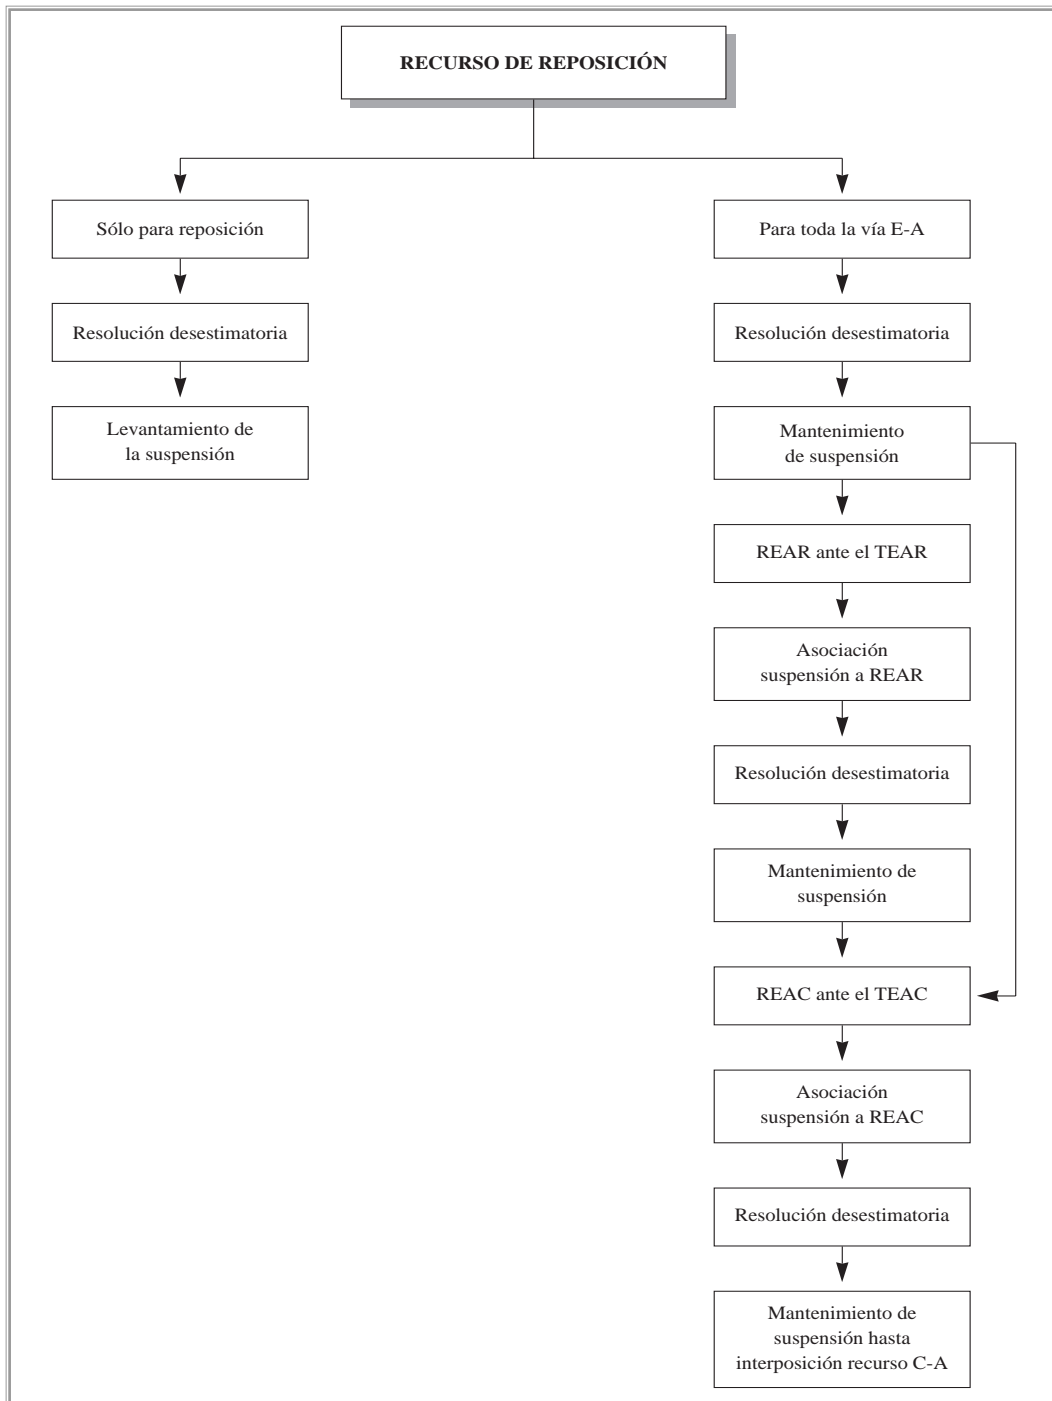 RECURSO DE REPOSICIÓN
Sólo para reposición
Resolución desestimatoria
Levantamiento de
la suspensión
Para toda la vía E-A
Resolución desestimatoria
Mantenimiento
de suspensión
REAR ante el TEAR
Asociación
suspensión a REAR
Resolución desestimatoria
Mantenimiento de
suspensión
REAC ante el TEAC
Asociación
suspensión a REAC
Resolución desestimatoria
Mantenimiento de
suspensión hasta
interposición recurso C-A